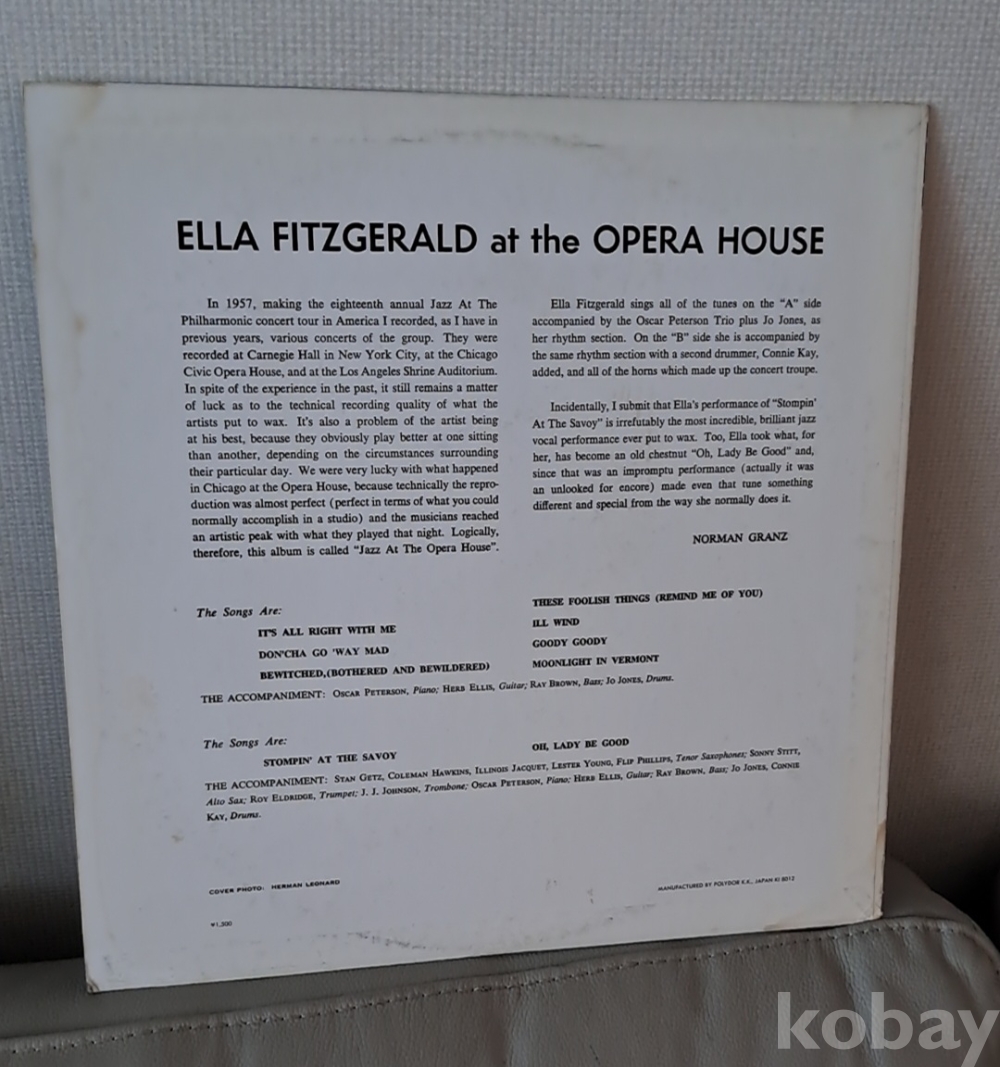 ELLA FITZGERALD at the OPERA HOUSE
In 1957, making the eighteenth annual Jazz At The
Philharmonic concert tour in America I recorded, as I have in
previous years, various concerts of the group. They were
recorded at Carnegie Hall in New York City, at the Chicago
Civic Opera House, and at the Los Angeles Shrine Auditorium.
In spite of the experience in the past, it still remains a matter
of luck as to the technical recording quality of what the
artists put to wax. It's also a problem of the artist being
at his best, because they obviously play better at one sitting
than another, depending on the circumstances surrounding
their particular day. We were very lucky with what happened
in Chicago at the Opera House, because technically the repro-
duction was almost perfect (perfect in terms of what you could
normally accomplish in a studio) and the musicians reached
an artistic peak with what they played that night. Logically,
therefore, this album is called "Jazz At The Opera House".
Ella Fitzgerald sings all of the tunes on the "A" side
accompanied by the Oscar Peterson Trio plus Jo Jones, as
her rhythm section. On the "B" side she is accompanied by
the same rhythm section with a second drummer, Connie Kay,
added, and all of the horns which made up the concert troupe.
Incidentally, I submit that Ella's performance of "Stompin'
At The Savoy" is irrefutably the most incredible, brilliant jazz
vocal performance ever put to wax. Too, Ella took what, for
her, has become an old chestnut "Oh, Lady Be Good" and,
since that was an impromptu performance (actually it was
an unlooked for encore) made even that tune something
different and special from the way she normally does it.
NORMAN GRANZ
The Songs Are:
IT'S ALL RIGHT WITH ME
DON'CHA GO 'WAY MAD
BEWITCHED,(BOTHERED AND BEWILDERED)
THESE FOOLISH THINGS (REMIND ME OF YOU)
ILL WIND
GOODY GOODY
MOONLIGHT IN VERMONT
THE ACCOMPANIMENT: OSCAR PETERSON, Piano; HERB ELLIS, Guitar; RAY BROWN, Bass; JO JONES, Drums.
The Songs Are:
STOMPIN' AT THE SAVOY
OH, LADY BE GOOD
THE ACCOMPANIMENT: STAN GETZ, COLEMAN HAWKINS, ILLINOIS JACQUET, LESTER YOUNG, FLIP PHILLIPS, Tenor Saxophones; SONNY STITT,
Alto Sax; ROY ELDRIDGE, Trumpet; J. J. JOHNSON, Trombone; OSCAR PETERSON, Piano; HERB ELLIS, Guitar; RAY BROWN, Bass; JO JONES, CONNIE
KAY, Drums.
COVER PHOTO: HERMAN LEONARD
MANUFACTURED BY POLYDOR K.K., JAPAN KI 8012
¥1,300
kobay